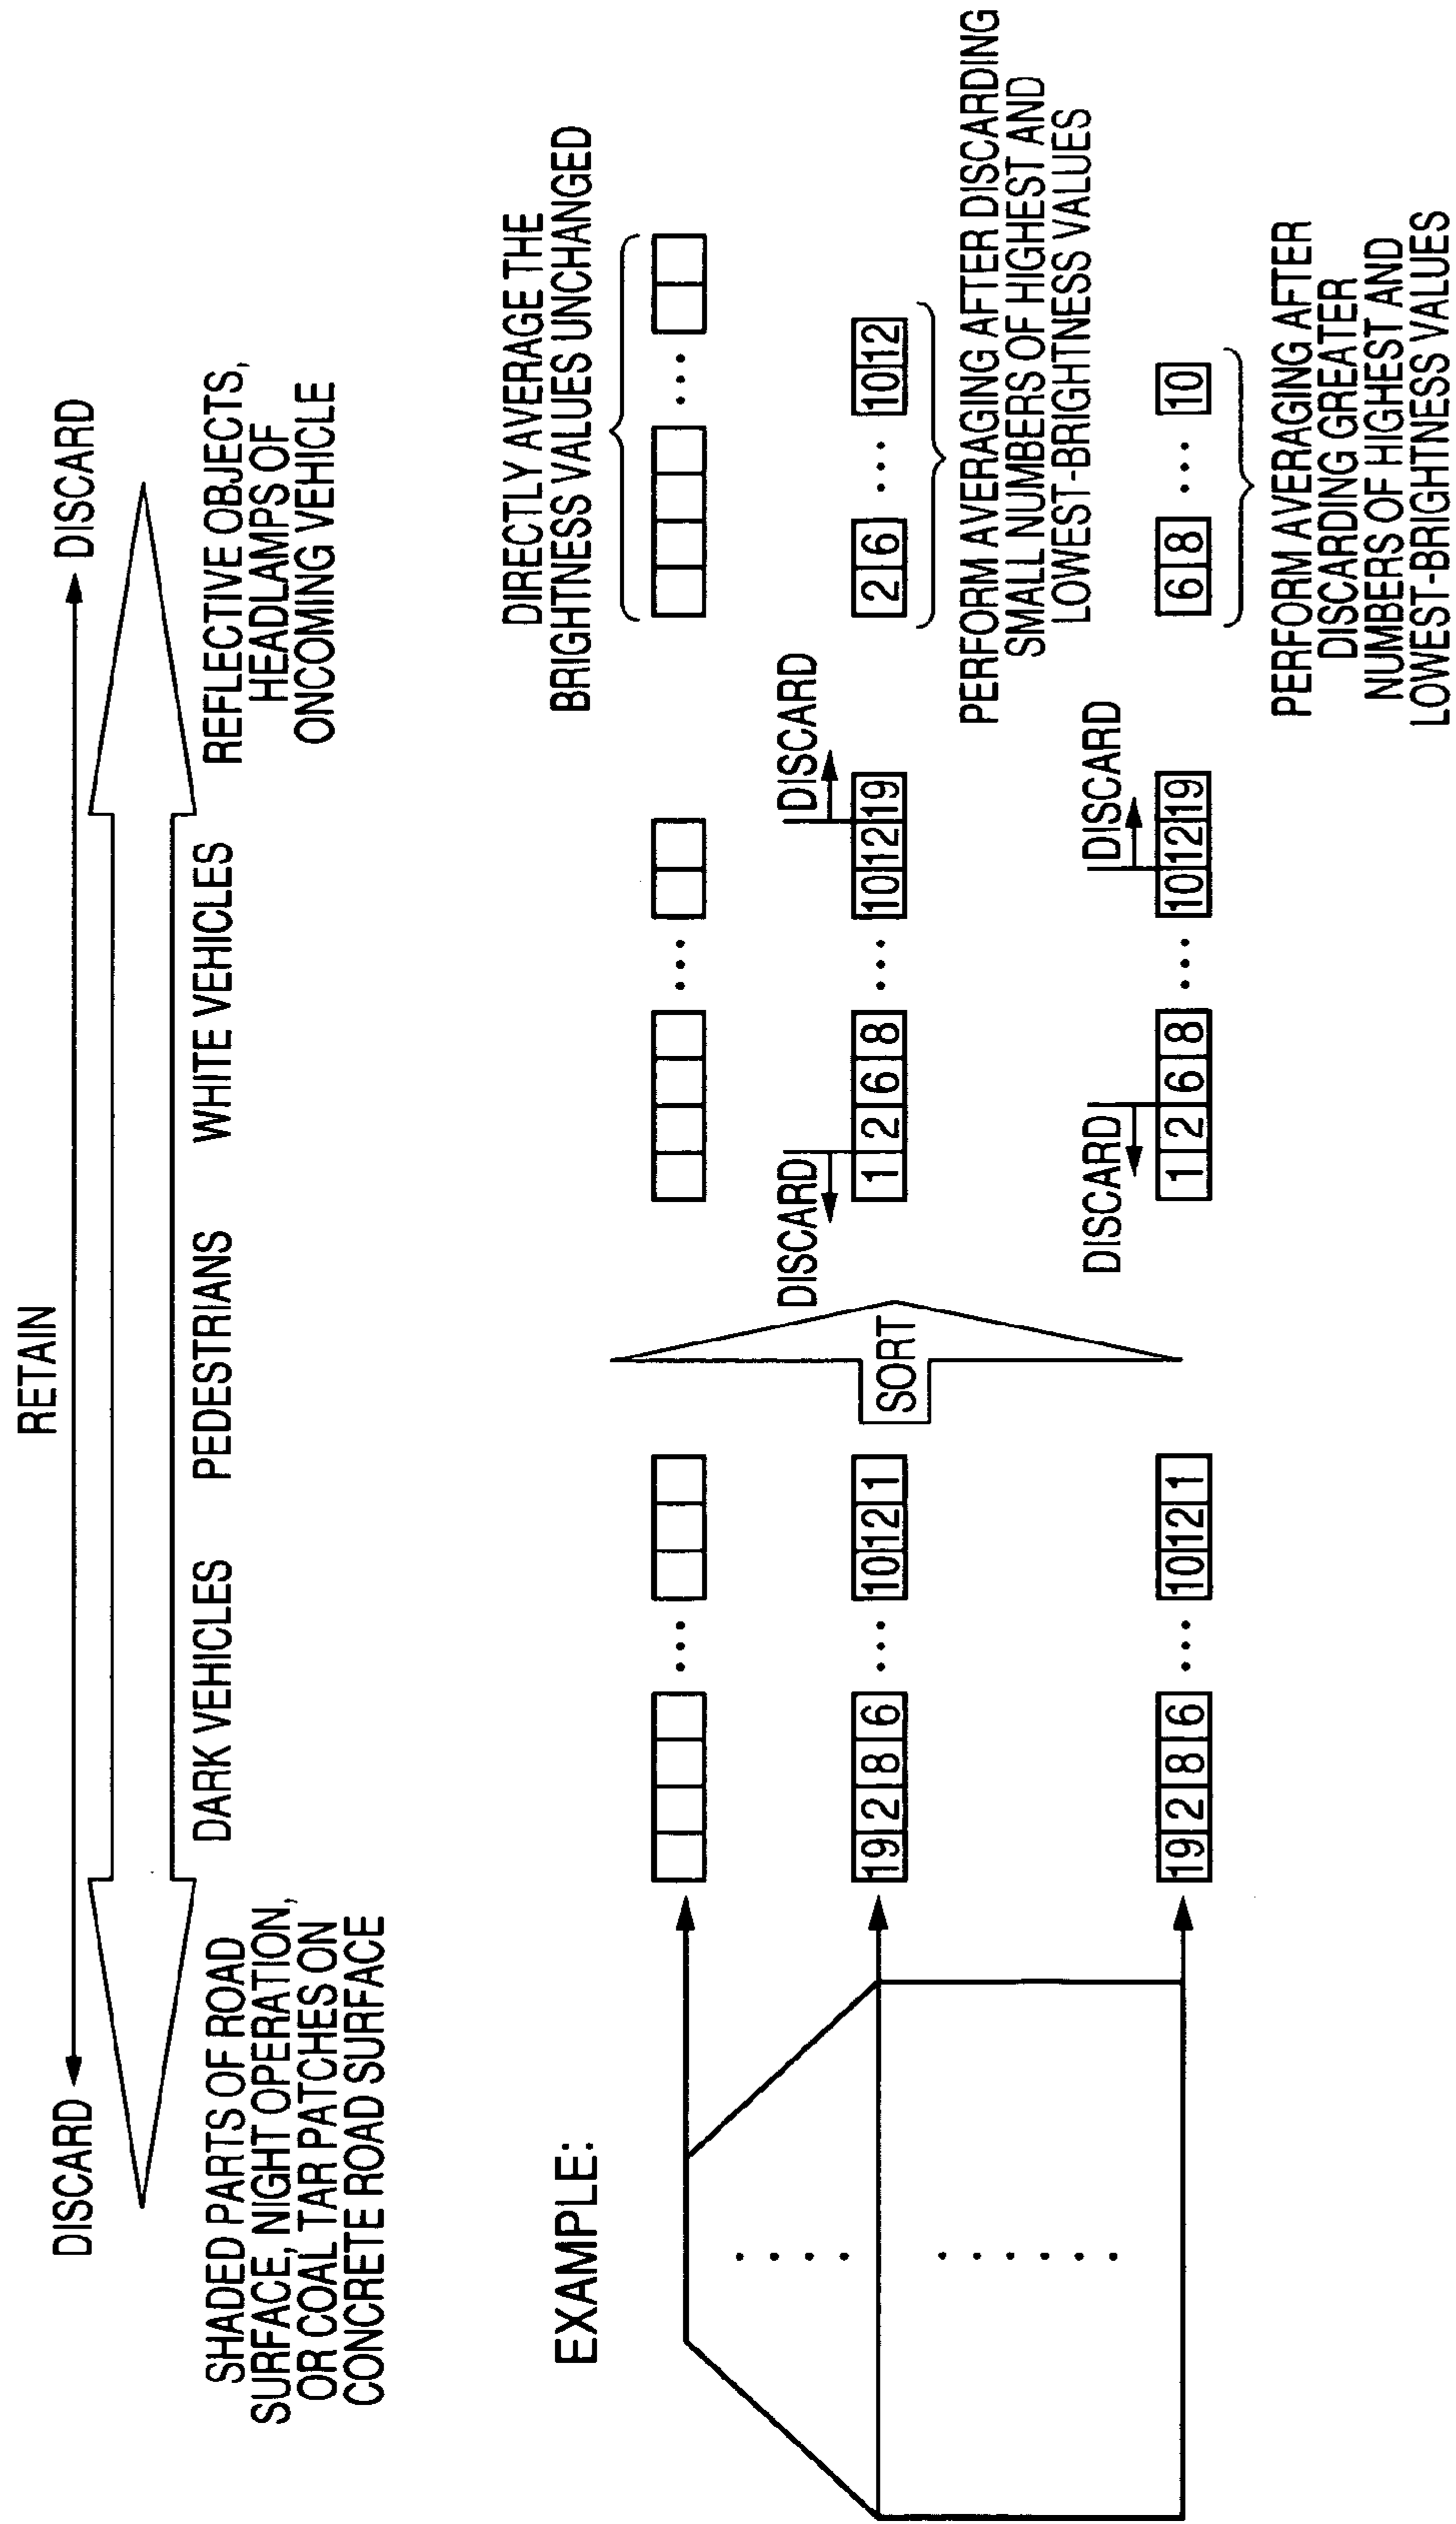 RETAIN
DISCARD
DISCARD
SHADED PARTS OF ROAD
SURFACE, NIGHT OPERATION,
OR COAL TAR PATCHES ON
CONCRETE ROAD SURFACE
DARK VEHICLES
PEDESTRIANS
WHITE VEHICLES
REFLECTIVE OBJECTS,
HEADLAMPS OF
ONCOMING VEHICLE
EXAMPLE:
DIRECTLY AVERAGE THE
BRIGHTNESS VALUES UNCHANGED
19 2 8 6 ... 10 12 1
SORT
DISCARD
DISCARD
1 2 6 8 ... 10 12 19
2 6 ... 10 12
PERFORM AVERAGING AFTER DISCARDING
SMALL NUMBERS OF HIGHEST AND
LOWEST-BRIGHTNESS VALUES
19 2 8 6 ... 10 12 1
DISCARD
DISCARD
1 2 6 8 ... 10 12 19
6 8 ... 10
PERFORM AVERAGING AFTER
DISCARDING GREATER
NUMBERS OF HIGHEST AND
LOWEST-BRIGHTNESS VALUES